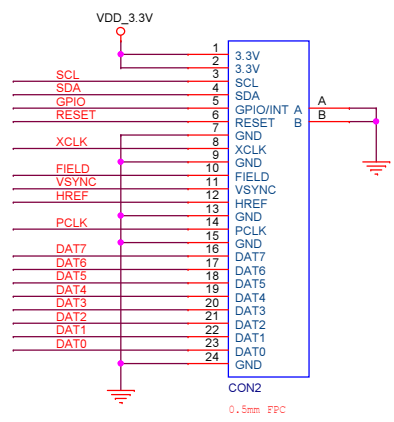 VDD_3.3V
1 3.3V
2 3.3V
SCL 3 SCL
SDA 4 SDA
GPIO 5 GPIO/INT A A
RESET 6 RESET B B
7 GND
XCLK 8 XCLK
9 GND
FIELD 10 FIELD
VSYNC 11 VSYNC
HREF 12 HREF
13 GND
PCLK 14 PCLK
15 GND
DAT7 16 DAT7
DAT6 17 DAT6
DAT5 18 DAT5
DAT4 19 DAT4
DAT3 20 DAT3
DAT2 21 DAT2
DAT1 22 DAT1
DAT0 23 DAT0
24 GND
CON2
0.5mm FPC